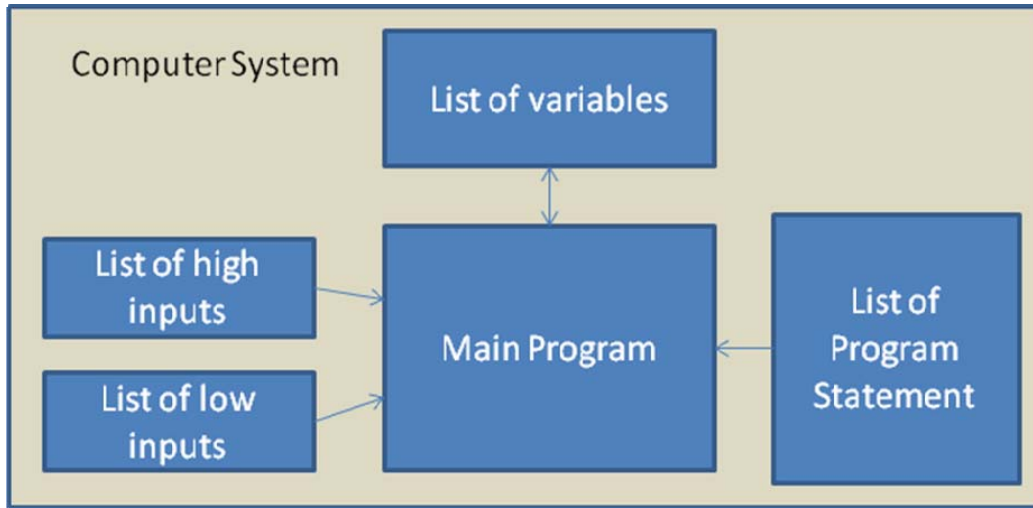 Computer System
List of variables
List of high
inputs
Main Program
List of
Program
Statement
List of low
inputs